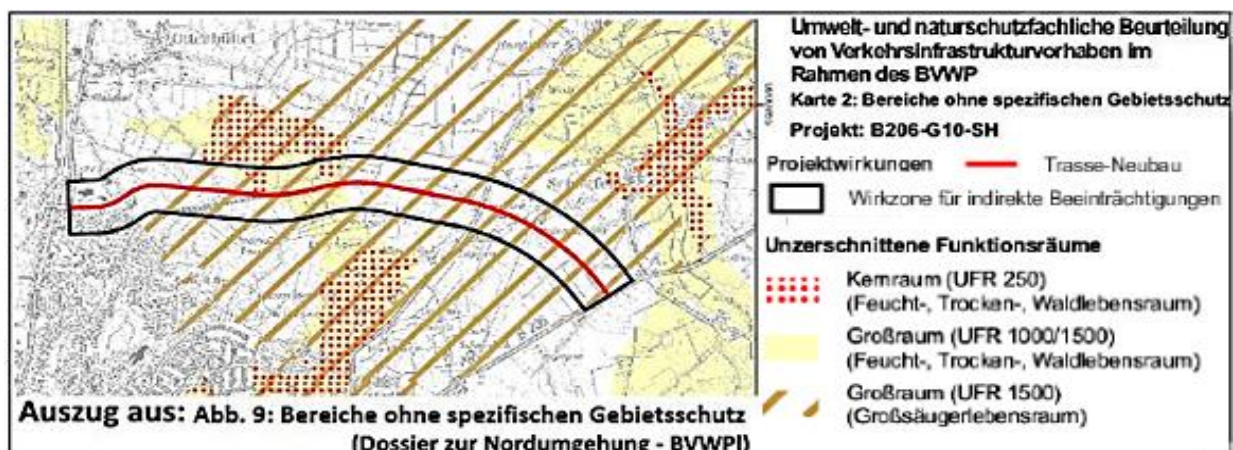 Umwelt- und naturschutzfachliche Beurteilung
von Verkehrsinfrastrukturvorhaben im
Rahmen des BVWP
Karte 2: Bereiche ohne spezifischen Gebietsschutz
Projekt: B206-G10-SH
Projektwirkungen Trasse-Neubau
Wirkzone für indirekte Beeinträchtigungen
Unzerschnittene Funktionsräume
Kernraum (UFR 250)
(Feucht-, Trocken-, Waldlebensraum)
Großraum (UFR 1000/1500)
(Feucht-, Trocken-, Waldlebensraum)
Großraum (UFR 1500)
(Großsäugerlebensraum)
Auszug aus: Abb. 9: Bereiche ohne spezifischen Gebietsschutz
(Dossier zur Nordumgehung - BVWPl)